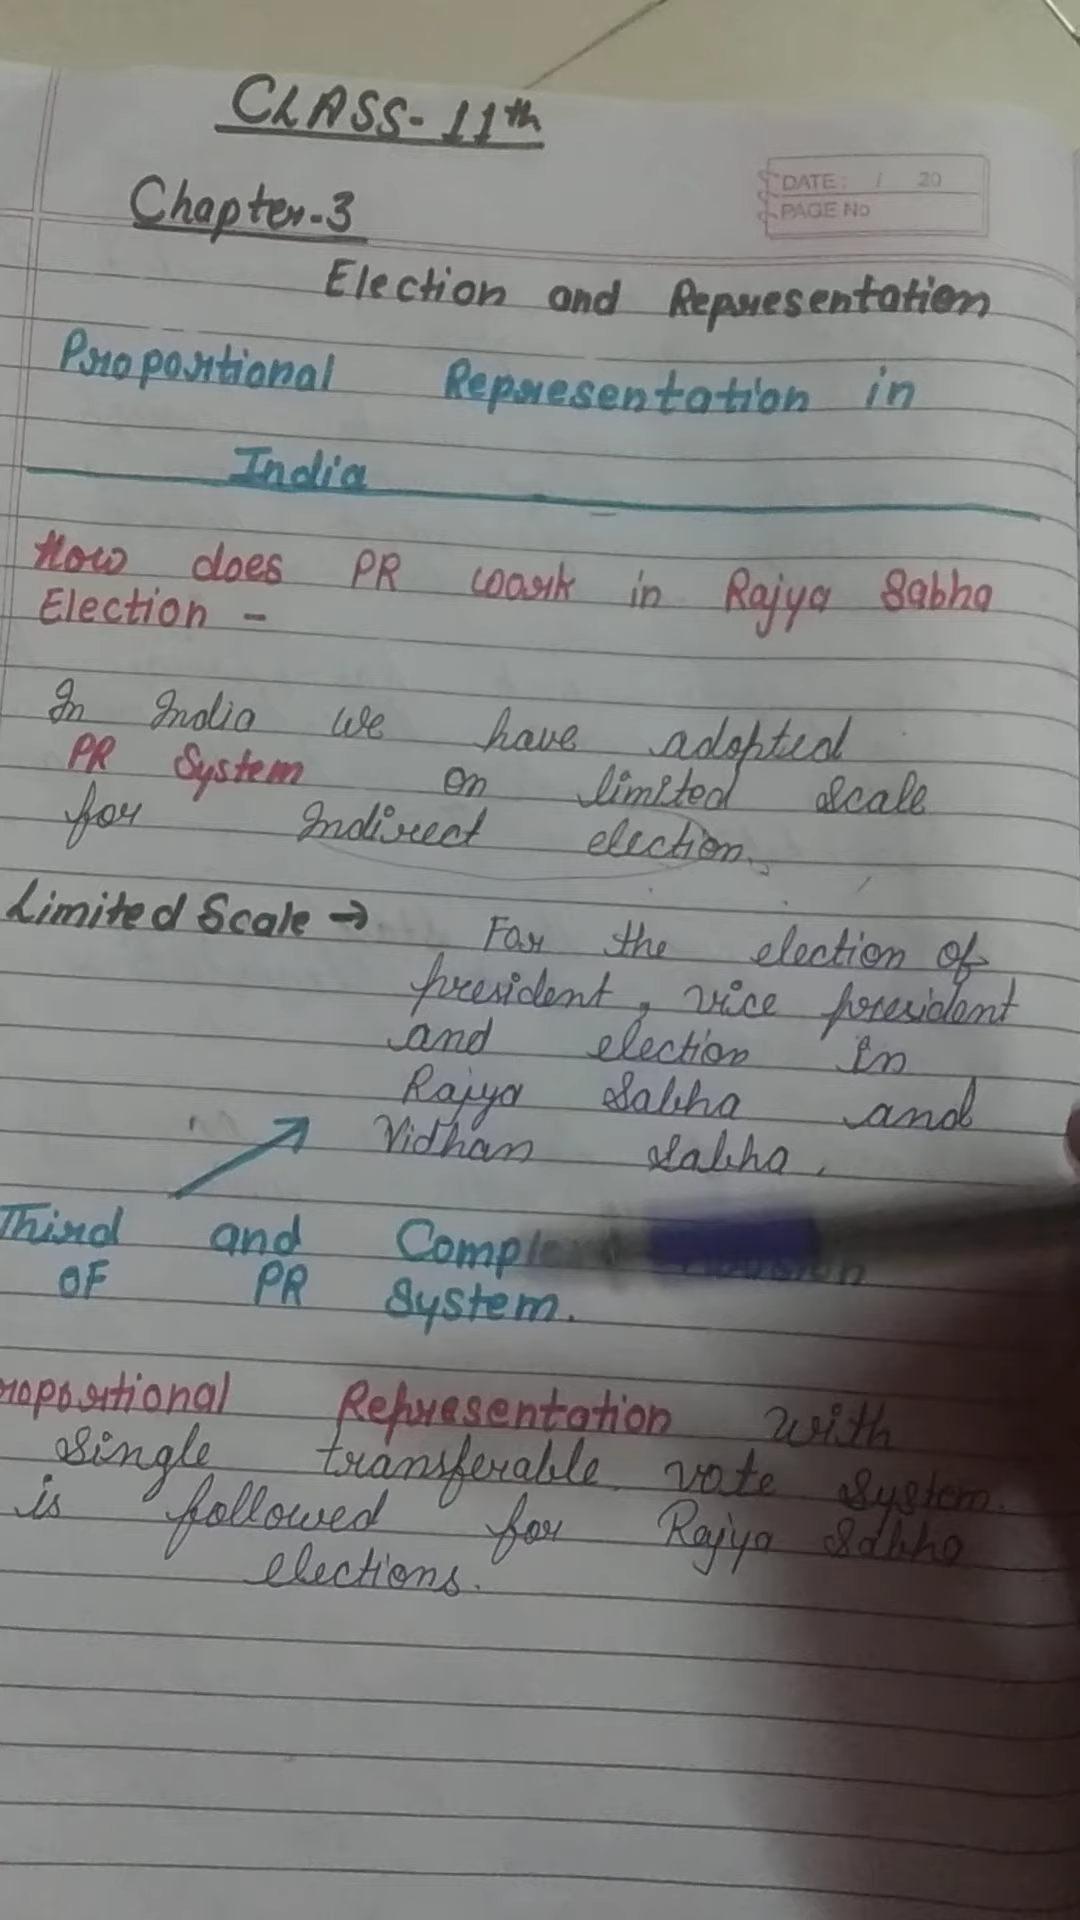 CLASS-11th
DATE: / 20
PAGE No
Chapter-3
Election and Representation
Proportional Representation in
India
How does PR work in Rajya Sabha
Election -
In India we have adopted
PR System on limited scale
for Indirect election.
Limited Scale → For the election of
president, vice president
and election in
Rajya Sabha and
Vidhan Sabha.
Third and
OF PR System.
roportional Representation with
single transferable vote system.
is followed for Rajya Sabha
elections.